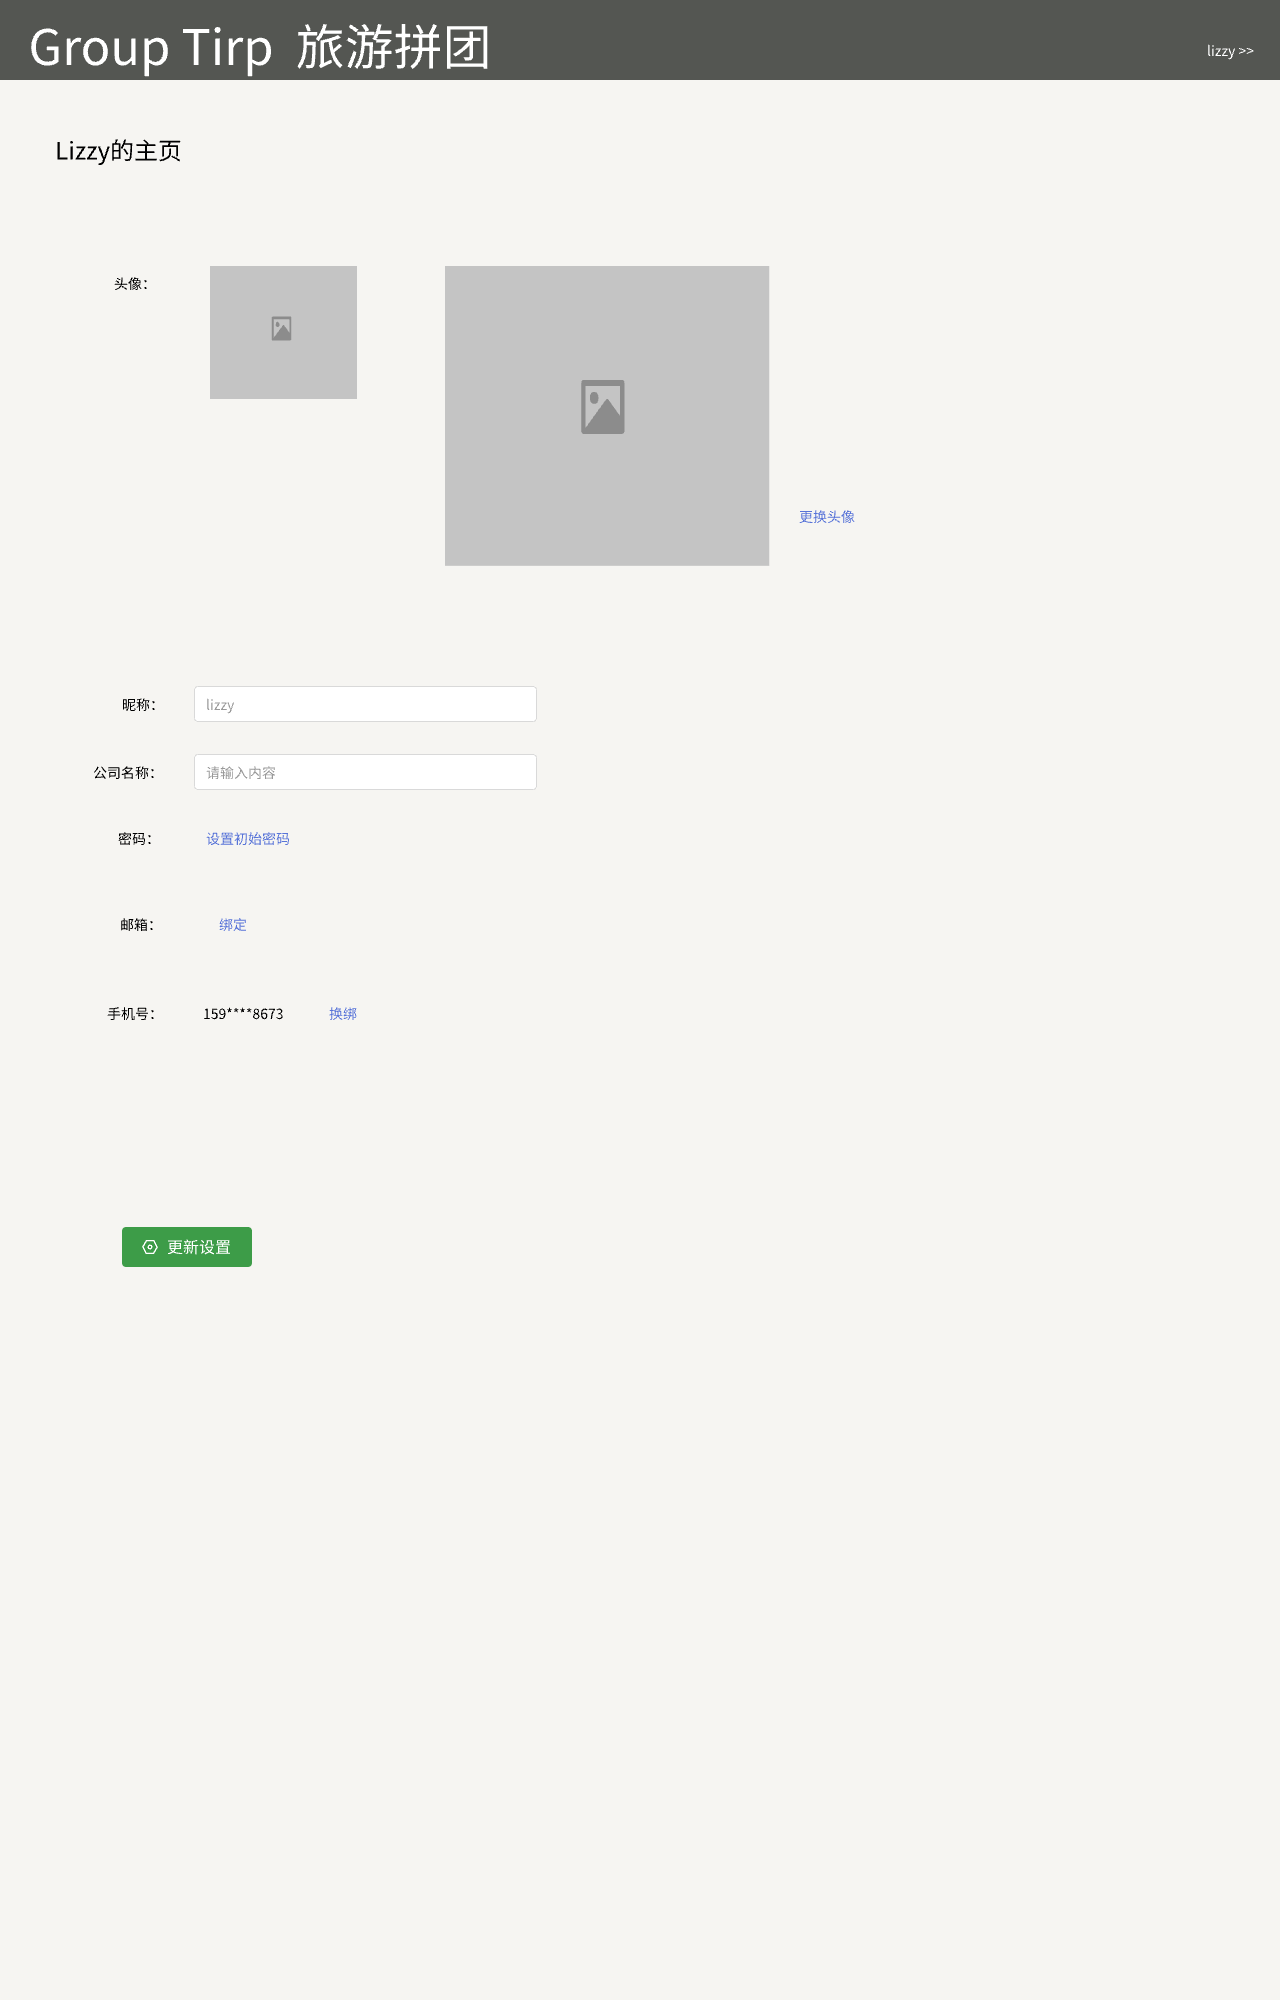 Group Tirp 旅游拼团
lizzy >>
Lizzy的主页
头像：
更换头像
昵称： lizzy
公司名称： 请输入内容
密码： 设置初始密码
邮箱： 绑定
手机号： 159****8673 换绑
更新设置